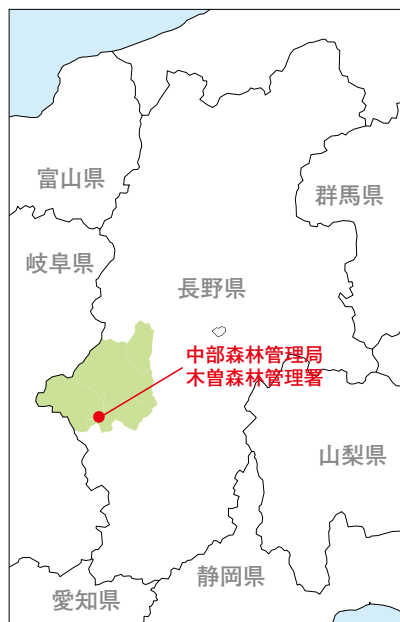 富山県
群馬県
岐阜県
長野県
中部森林管理局
木曽森林管理署
山梨県
静岡県
愛知県